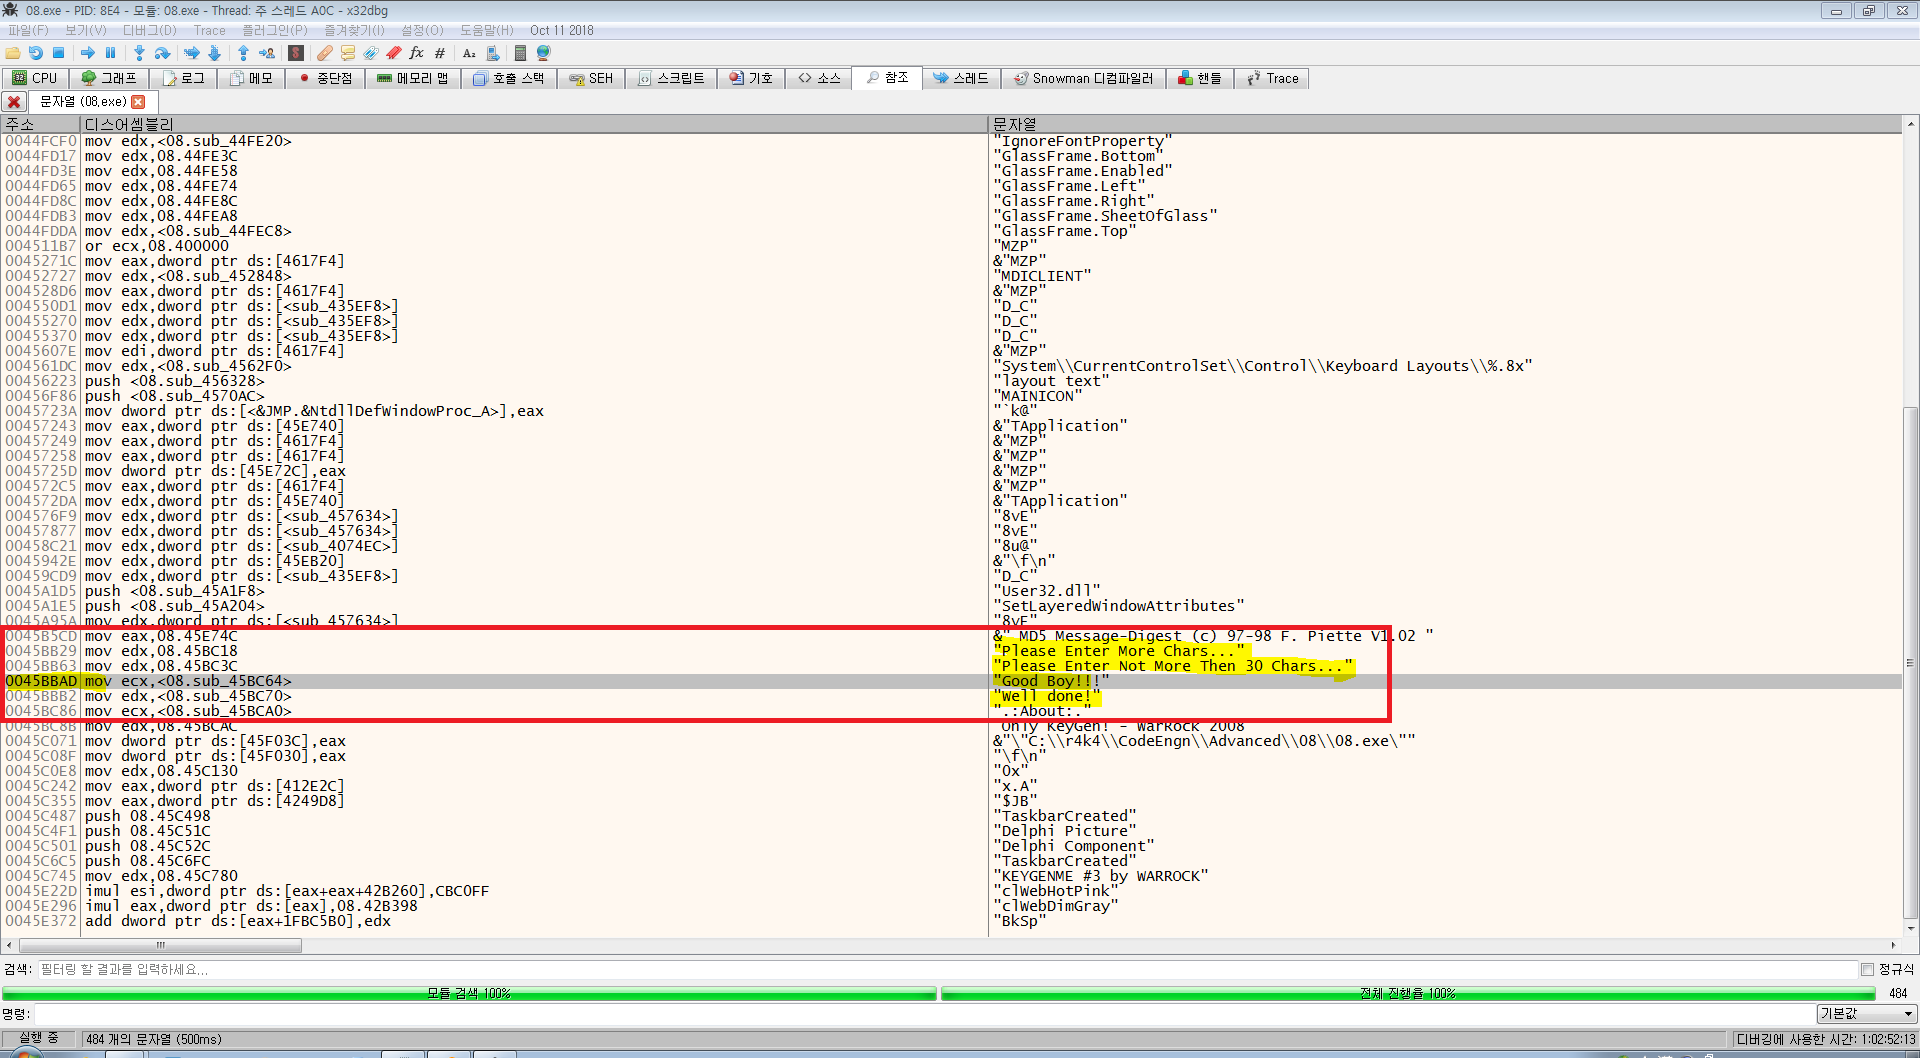 08.exe - PID: 8E4 - 모듈: 08.exe - Thread: 주 스레드 A0C - x32dbg
파일(F) 보기(V) 디버그(D) Trace 플러그인(P) 즐겨찾기(I) 설정(O) 도움말(H) Oct 11 2018
CPU 그래프 로그 메모 중단점 메모리 맵 호출 스택 SEH 스크립트 기호 소스 참조 스레드 Snowman 디컴파일러 핸들 Trace
문자열 (08.exe)
주소 디스어셈블리 문자열
0044FCF0 mov edx,<08.sub_44FE20> "IgnoreFontProperty"
0044FD17 mov edx,08.44FE3C "GlassFrame.Bottom"
0044FD3E mov edx,08.44FE58 "GlassFrame.Enabled"
0044FD65 mov edx,08.44FE74 "GlassFrame.Left"
0044FD8C mov edx,08.44FE8C "GlassFrame.Right"
0044FDB3 mov edx,08.44FEA8 "GlassFrame.SheetOfGlass"
0044FDDA mov edx,<08.sub_44FEC8> "GlassFrame.Top"
004511B7 or ecx,08.400000 "MZP"
0045271C mov eax,dword ptr ds:[4617F4] &"MZP"
00452727 mov edx,<08.sub_452848> "MDICLIENT"
004528D6 mov eax,dword ptr ds:[4617F4] &"MZP"
004550D1 mov edx,dword ptr ds:[<sub_435EF8>] "D_C"
00455270 mov edx,dword ptr ds:[<sub_435EF8>] "D_C"
00455370 mov edx,dword ptr ds:[<sub_435EF8>] "D_C"
0045607E mov edi,dword ptr ds:[4617F4] &"MZP"
004561DC mov edx,<08.sub_4562F0> "System\\CurrentControlSet\\Control\\Keyboard Layouts\\%.8x"
00456223 push <08.sub_456328> "layout text"
00456F86 push <08.sub_4570AC> "MAINICON"
0045723A mov dword ptr ds:[<&JMP.&NtdllDefWindowProc_A>],eax "`k@"
00457243 mov eax,dword ptr ds:[45E740] &"TApplication"
00457249 mov eax,dword ptr ds:[4617F4] &"MZP"
00457258 mov eax,dword ptr ds:[4617F4] &"MZP"
0045725D mov dword ptr ds:[45E72C],eax &"MZP"
004572C5 mov eax,dword ptr ds:[4617F4] &"MZP"
004572DA mov eax,dword ptr ds:[45E740] &"TApplication"
004576F9 mov edx,dword ptr ds:[<sub_457634>] "8vE"
00457877 mov edx,dword ptr ds:[<sub_457634>] "8vE"
00458C21 mov edx,dword ptr ds:[<sub_4074EC>] "8u@"
0045942E mov edx,dword ptr ds:[45EB20] &"\f\n"
00459CD9 mov edx,dword ptr ds:[<sub_435EF8>] "D_C"
0045A1D5 push <08.sub_45A1F8> "User32.dll"
0045A1E5 push <08.sub_45A204> "SetLayeredWindowAttributes"
0045A95A mov edx,dword ptr ds:[<sub_457634>] "8vE"
0045B5CD mov eax,08.45E74C &" MD5 Message-Digest (c) 97-98 F. Piette V1.02 "
0045BB29 mov edx,08.45BC18 "Please Enter More Chars..."
0045BB63 mov edx,08.45BC3C "Please Enter Not More Then 30 Chars..."
0045BBAD mov ecx,<08.sub_45BC64> "Good Boy!!!"
0045BBB2 mov edx,<08.sub_45BC70> "Well done!"
0045BC86 mov ecx,<08.sub_45BCA0> ".:About:."
0045BC8B mov edx,08.45BCAC "Only KeyGen! - WarRock 2008"
0045C071 mov dword ptr ds:[45F03C],eax &"\"C:\\r4k4\\CodeEngn\\Advanced\\08\\08.exe\""
0045C08F mov dword ptr ds:[45F030],eax "\f\n"
0045C0E8 mov edx,08.45C130 "0x"
0045C242 mov eax,dword ptr ds:[412E2C] "x.A"
0045C355 mov eax,dword ptr ds:[4249D8] "$JB"
0045C487 push 08.45C498 "TaskbarCreated"
0045C4F1 push 08.45C51C "Delphi Picture"
0045C501 push 08.45C52C "Delphi Component"
0045C6C5 push 08.45C6FC "TaskbarCreated"
0045C745 mov edx,08.45C780 "KEYGENME #3 by WARROCK"
0045E22D imul esi,dword ptr ds:[eax+eax+42B260],CBC0FF "clWebHotPink"
0045E296 imul eax,dword ptr ds:[eax],08.42B398 "clWebDimGray"
0045E372 add dword ptr ds:[eax+1FBC5B0],edx "BkSp"
검색: 필터링 할 결과를 입력하세요... 정규식
모듈 검색 100% 전체 진행율 100% 484
명령: 기본값
실행 중 484 개의 문자열 (500ms) 디버깅에 사용한 시간: 1:02:52:13